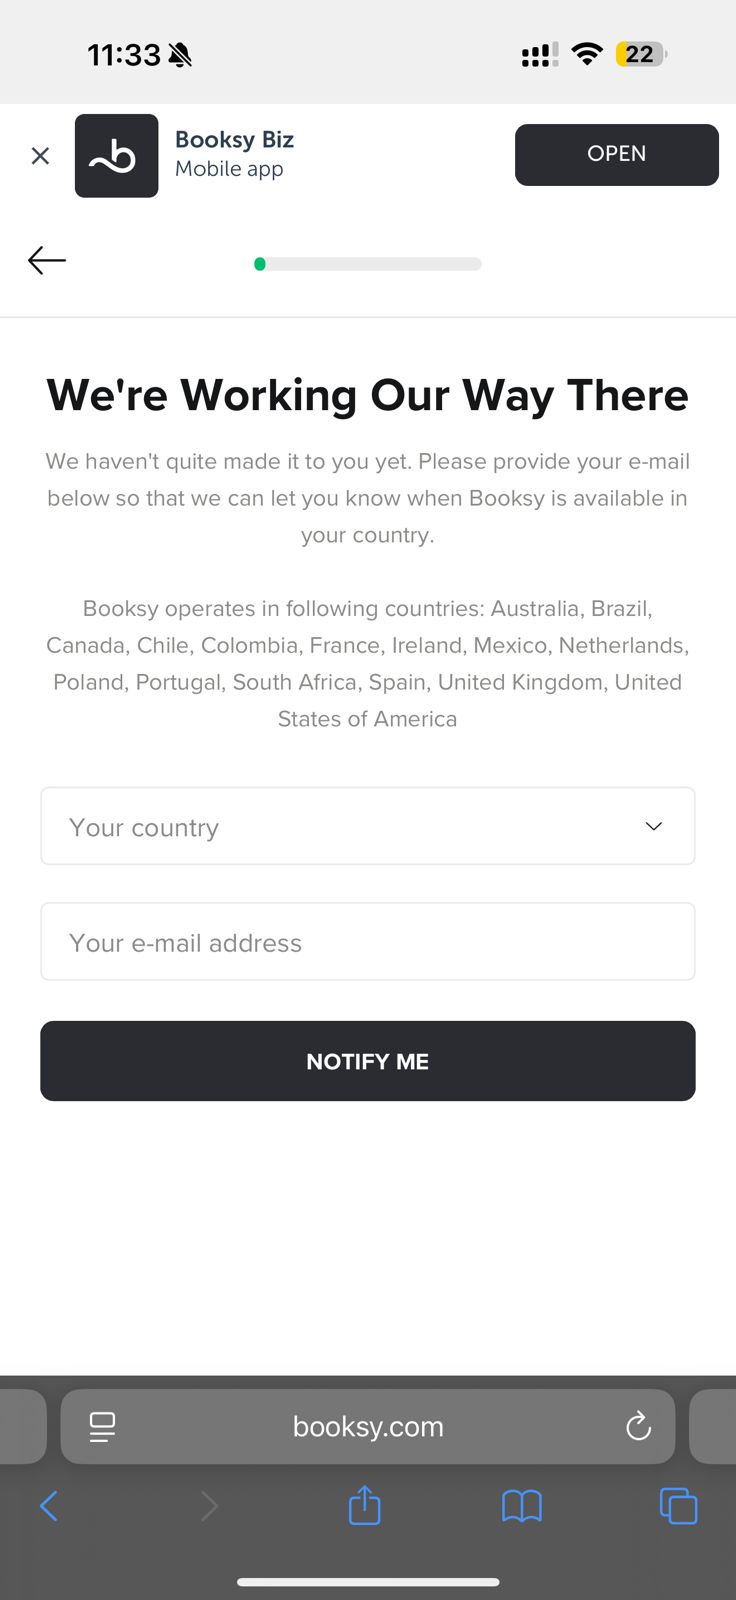 11:33
22
Booksy Biz
Mobile app
OPEN
We're Working Our Way There
We haven't quite made it to you yet. Please provide your e-mail
below so that we can let you know when Booksy is available in
your country.
Booksy operates in following countries: Australia, Brazil,
Canada, Chile, Colombia, France, Ireland, Mexico, Netherlands,
Poland, Portugal, South Africa, Spain, United Kingdom, United
States of America
Your country
Your e-mail address
NOTIFY ME
booksy.com